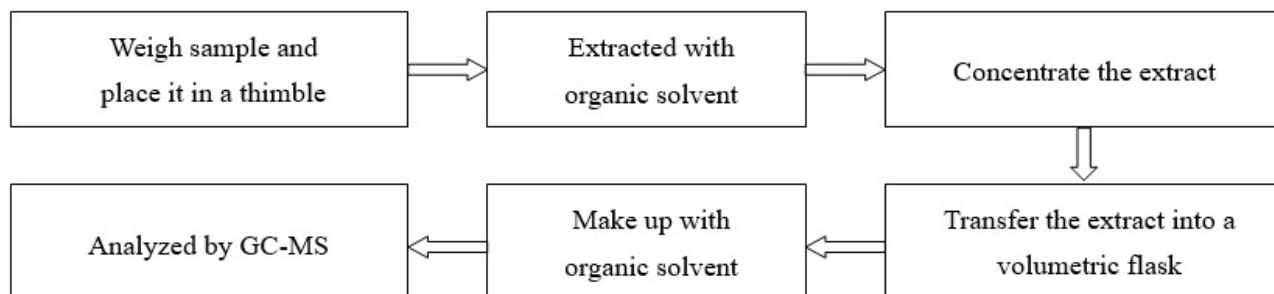 Weigh sample and
place it in a thimble
Extracted with
organic solvent
Concentrate the extract
Transfer the extract into a
volumetric flask
Make up with
organic solvent
Analyzed by GC-MS